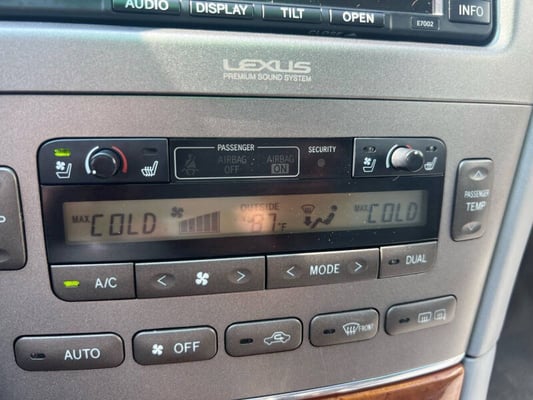 AUDIO DISPLAY TILT OPEN INFO
E7002
LEXUS
PREMIUM SOUND SYSTEM
PASSENGER SECURITY
AIRBAG OFF AIRBAG ON
MAX COLD OUTSIDE 87°F MAX COLD
PASSENGER TEMP
A/C < > < MODE > DUAL
AUTO OFF FRONT